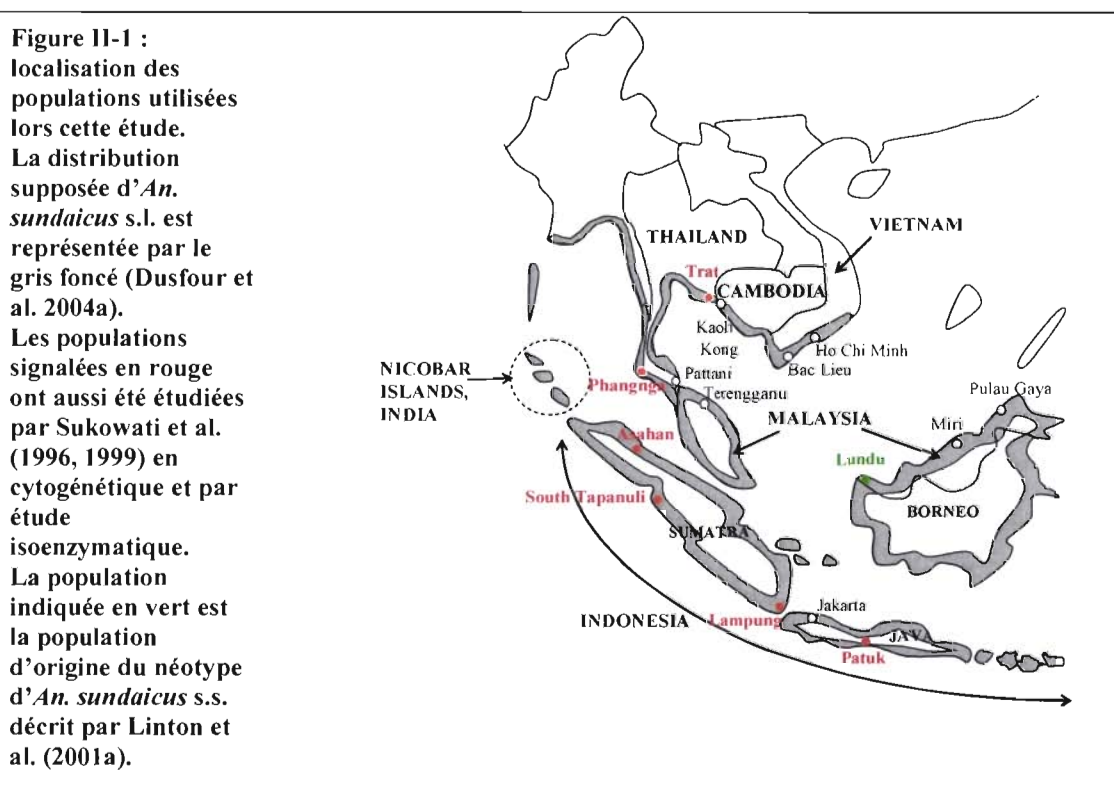 Figure II-1 :
localisation des
populations utilisées
lors cette étude.
La distribution
supposée d'An.
sundaicus s.l. est
représentée par le
gris foncé (Dusfour et
al. 2004a).
Les populations
signalées en rouge
ont aussi été étudiées
par Sukowati et al.
(1996, 1999) en
cytogénétique et par
étude
isoenzymatique.
La population
indiquée en vert est
la population
d'origine du néotype
d'An. sundaicus s.s.
décrit par Linton et
al. (2001a).
VIETNAM
THAILAND
Trat
CAMBODIA
Kaoh
Kong
Ho Chi Minh
Bac Lieu
NICOBAR
ISLANDS,
INDIA
Phangnga
Pattani
Terengganu
Pulau Gaya
MALAYSIA
Miri
Asahan
Lundu
South Tapanuli
BORNEO
SUMATRA
INDONESIA
Lampung
Jakarta
JAVA
Patuk